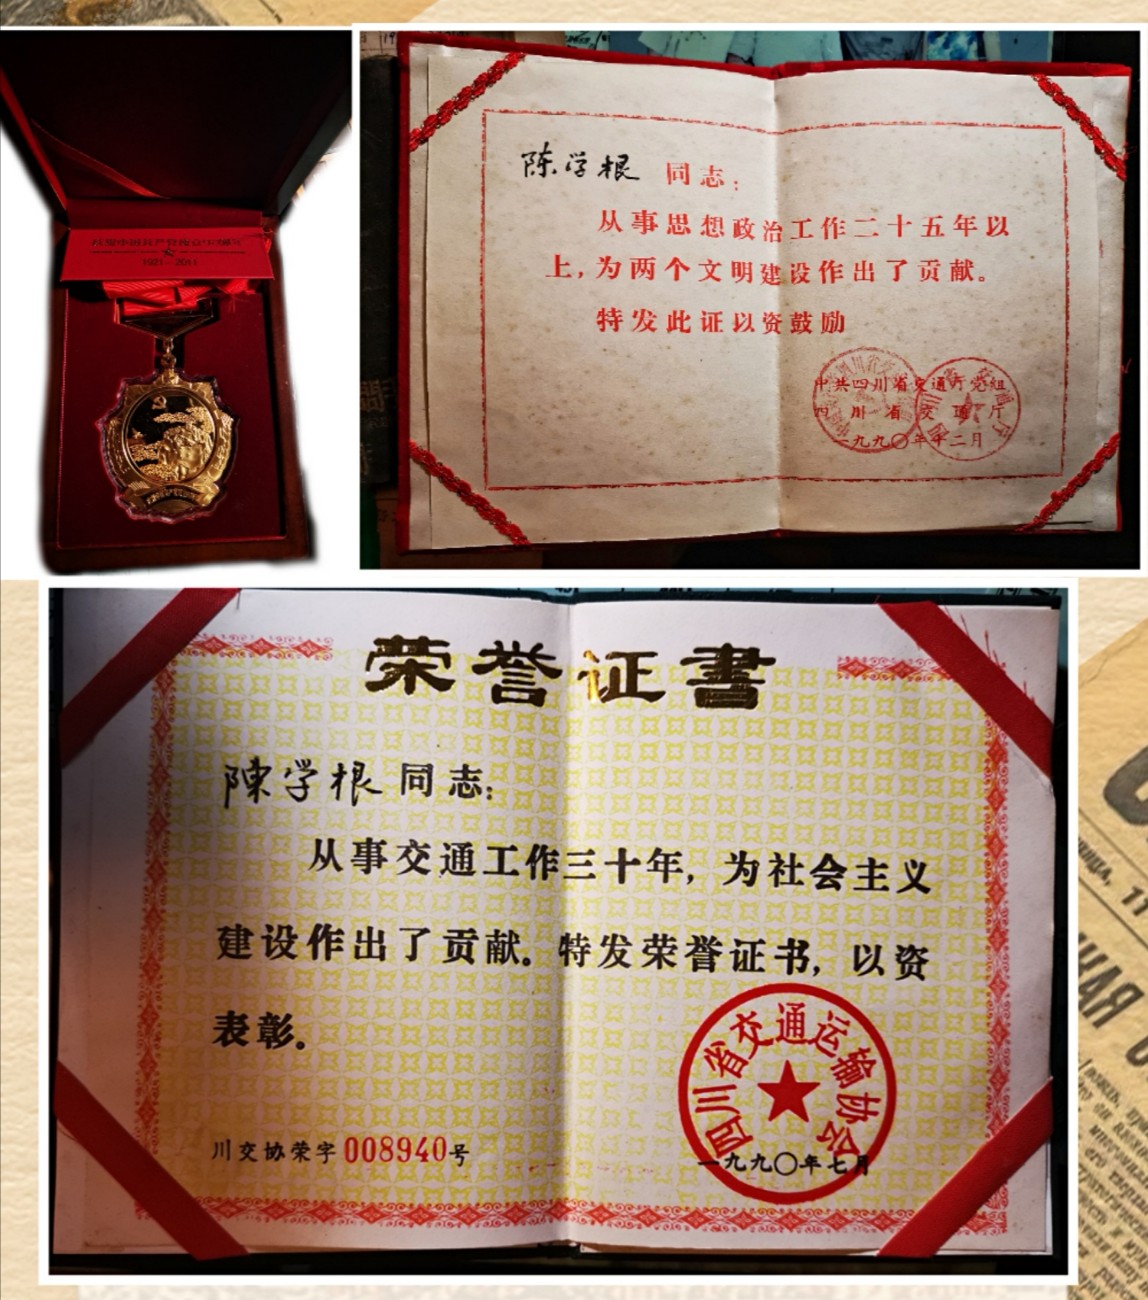 1921—2011
陈学根 同志：
从事思想政治工作二十五年以
上，为两个文明建设作出了贡献。
特发此证以资鼓励
中共四川省交通厅党组
四川省交通厅
一九九〇年十二月
荣誉证書
陳学根 同志：
从事交通工作三十年，为社会主义
建设作出了贡献。特发荣誉证书，以资
表彰。
四川省交通运输协会
川交协荣字 008940号
一九九〇年七月